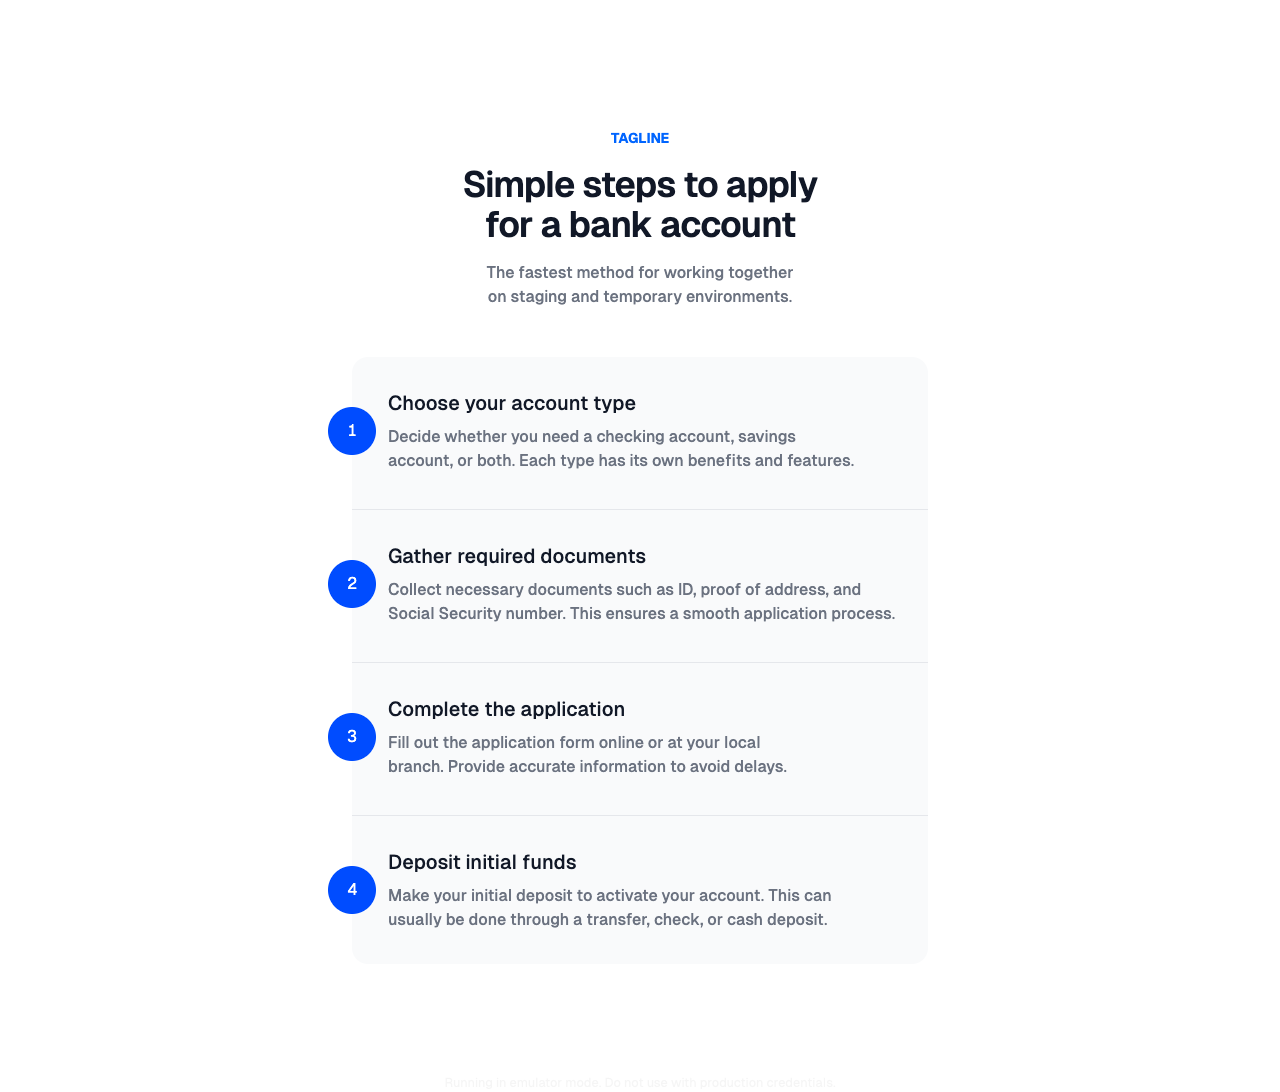 TAGLINE
Simple steps to apply
for a bank account
The fastest method for working together
on staging and temporary environments.
Choose your account type
1
Decide whether you need a checking account, savings
account, or both. Each type has its own benefits and features.
Gather required documents
2
Collect necessary documents such as ID, proof of address, and
Social Security number. This ensures a smooth application process.
Complete the application
3
Fill out the application form online or at your local
branch. Provide accurate information to avoid delays.
Deposit initial funds
4
Make your initial deposit to activate your account. This can
usually be done through a transfer, check, or cash deposit.
Running in emulator mode. Do not use with production credentials.